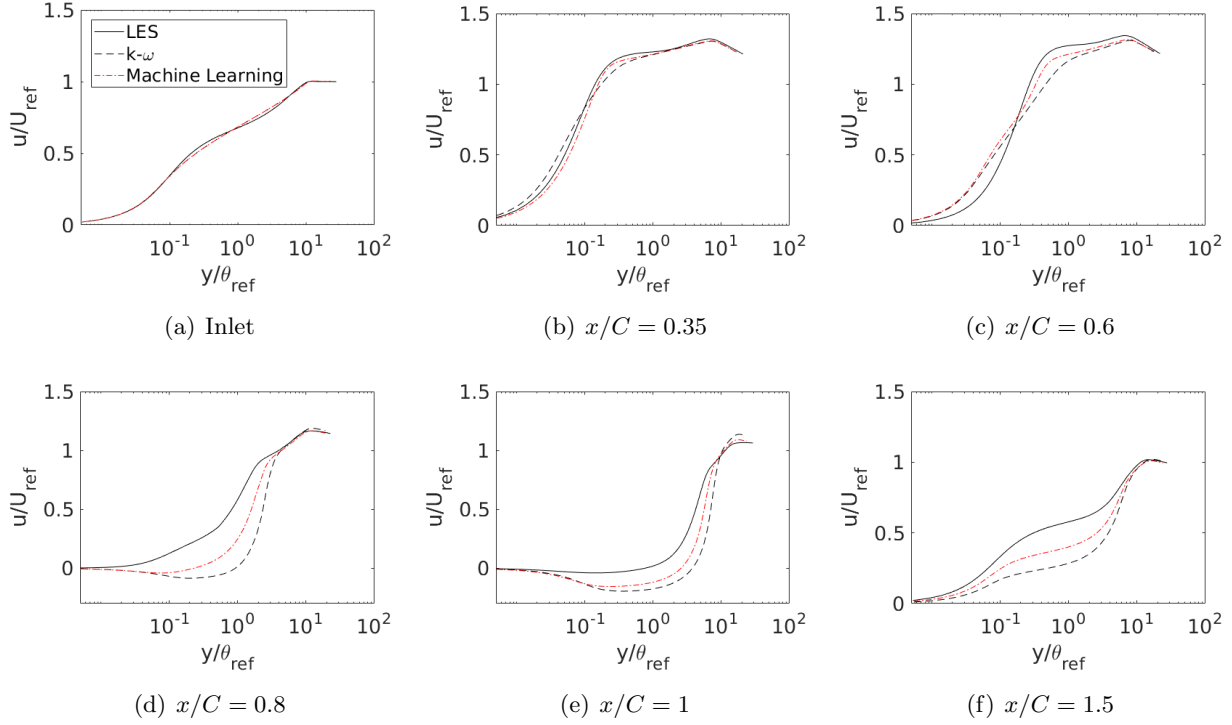 1.5
1
0.5
0
u/U_ref
LES
k-ω
Machine Learning
10^-1 10^0 10^1 10^2
y/θ_ref
(a) Inlet
1.5
1
0.5
0
u/U_ref
10^-1 10^0 10^1 10^2
y/θ_ref
(b) x/C = 0.35
1.5
1
0.5
0
u/U_ref
10^-1 10^0 10^1 10^2
y/θ_ref
(c) x/C = 0.6
1.5
1
0.5
0
u/U_ref
10^-1 10^0 10^1 10^2
y/θ_ref
(d) x/C = 0.8
1.5
1
0.5
0
u/U_ref
10^-1 10^0 10^1 10^2
y/θ_ref
(e) x/C = 1
1.5
1
0.5
0
u/U_ref
10^-1 10^0 10^1 10^2
y/θ_ref
(f) x/C = 1.5